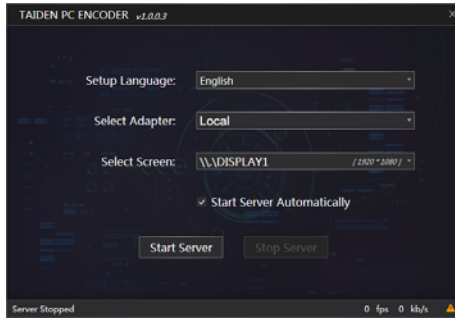 TAIDEN PC ENCODER v1.0.0.3
Setup Language: English
Select Adapter: Local
Select Screen: \\.\DISPLAY1 [ 1920 * 1080 ]
Start Server Automatically
Start Server Stop Server
Server Stopped 0 fps 0 kb/s